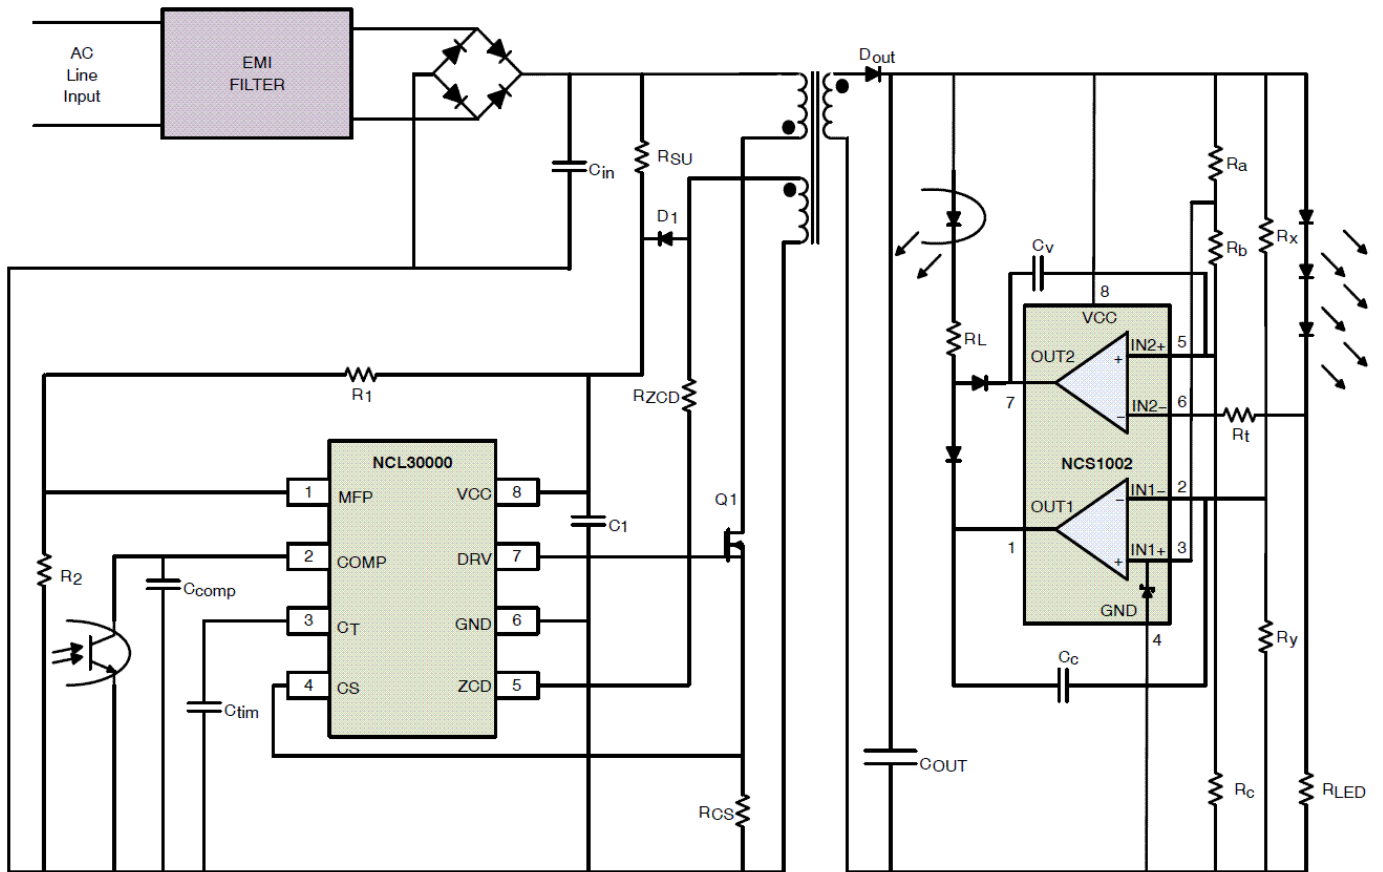 AC
Line
Input
EMI
FILTER
Cin
RSU
D1
R1
RZCD
R2
Ccomp
Ctim
NCL30000
1 MFP
2 COMP
3 CT
4 CS
VCC 8
DRV 7
GND 6
ZCD 5
C1
Q1
RCS
Dout
RL
Cv
8
VCC
OUT2
7
IN2+ 5
+
IN2− 6
−
NCS1002
OUT1
1
IN1− 2
−
IN1+ 3
+
GND
4
Cc
COUT
Ra
Rb
Rx
Rt
Ry
Rc
RLED